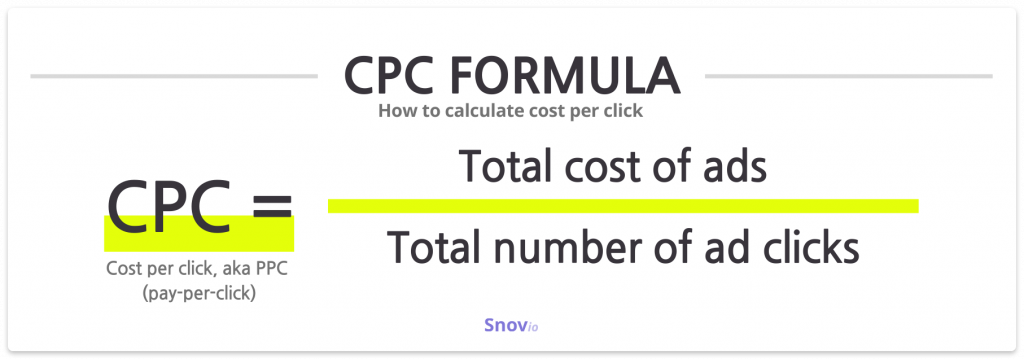 CPC FORMULA
How to calculate cost per click
CPC =
Total cost of ads
Total number of ad clicks
Cost per click, aka PPC
(pay-per-click)
Snovio